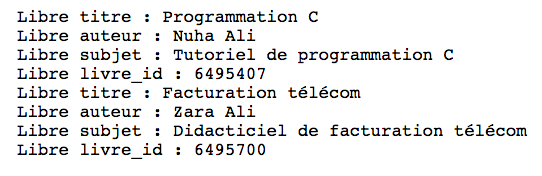 Libre titre : Programmation C
Libre auteur : Nuha Ali
Libre subjet : Tutoriel de programmation C
Libre livre_id : 6495407
Libre titre : Facturation télécom
Libre auteur : Zara Ali
Libre subjet : Didacticiel de facturation télécom
Libre livre_id : 6495700